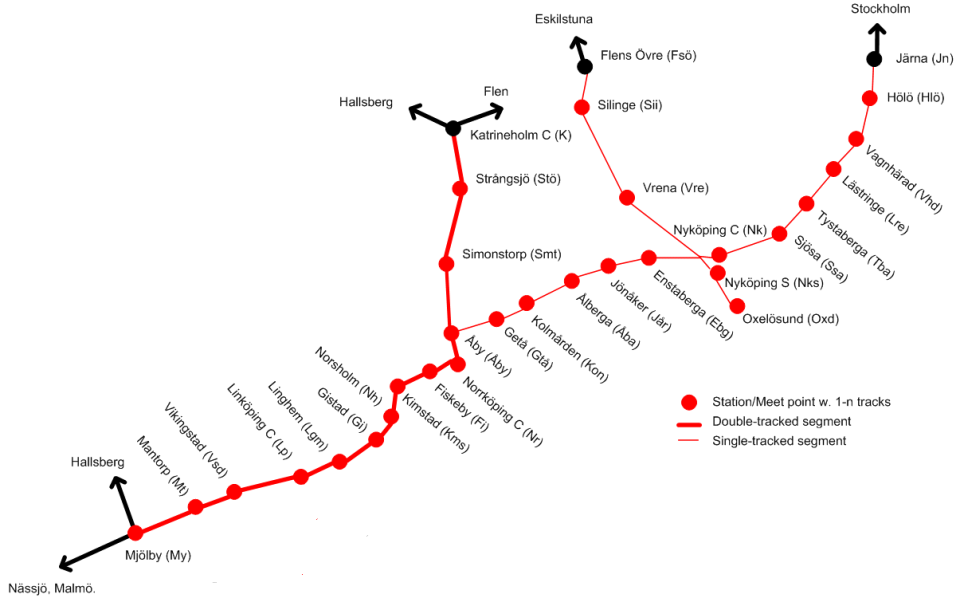 Stockholm
Eskilstuna
Järna (Jn)
Flens Övre (Fsö)
Hölö (Hlö)
Hallsberg
Flen
Silinge (Sii)
Katrineholm C (K)
Vagnhärad (Vhd)
Strångsjö (Stö)
Vrena (Vre)
Lästringe (Lre)
Tystaberga (Tba)
Nyköping C (Nk)
Sjösa (Ssa)
Simonstorp (Smt)
Nyköping S (Nks)
Enstaberga (Ebg)
Jönåker (Jår)
Ålberga (Åba)
Oxelösund (Oxd)
Kolmården (Kon)
Getå (Gtå)
Åby (Åby)
Norrköping C (Nr)
Fiskeby (Fi)
Kimstad (Kms)
Norsholm (Nh)
Gistad (Gi)
Linghem (Lgm)
Linköping C (Lp)
Vikingstad (Vsd)
Mantorp (Mt)
Station/Meet point w. 1-n tracks
Double-tracked segment
Single-tracked segment
Hallsberg
Mjölby (My)
Nässjö, Malmö.